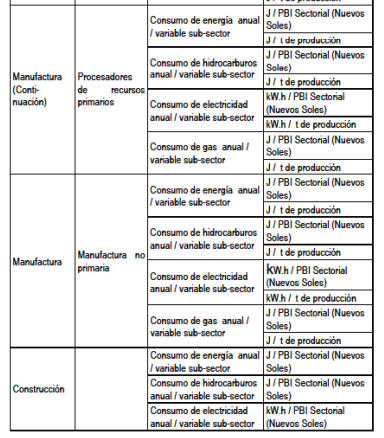 J / t de producción
Consumo de energía anual
/ variable sub-sector
J / PBI Sectorial (Nuevos
Soles)
J / t de producción
Manufactura
(Conti-
nuación)
Procesadores
de recursos
primarios
Consumo de hidrocarburos
anual / variable sub-sector
J / PBI Sectorial (Nuevos
Soles)
J / t de producción
Consumo de electricidad
anual / variable sub-sector
kW.h / PBI Sectorial
(Nuevos Soles)
kW.h / t de producción
Consumo de gas anual /
variable sub-sector
J / PBI Sectorial (Nuevos
Soles)
J / t de producción
Manufactura
Manufactura no
primaria
Consumo de energía anual
/ variable sub-sector
J / PBI Sectorial (Nuevos
Soles)
J / t de producción
Consumo de hidrocarburos
anual / variable sub-sector
J / PBI Sectorial (Nuevos
Soles)
J / t de producción
Consumo de electricidad
anual / variable sub-sector
kW.h / PBI Sectorial
(Nuevos Soles)
kW.h / t de producción
Consumo de gas anual /
variable sub-sector
J / PBI Sectorial (Nuevos
Soles)
J / t de producción
Construcción
Consumo de energía anual
/ variable sub-sector
J / PBI Sectorial (Nuevos
Soles)
Consumo de hidrocarburos
anual / variable sub-sector
J / PBI Sectorial (Nuevos
Soles)
Consumo de electricidad
anual / variable sub-sector
kW.h / PBI Sectorial
(Nuevos Soles)